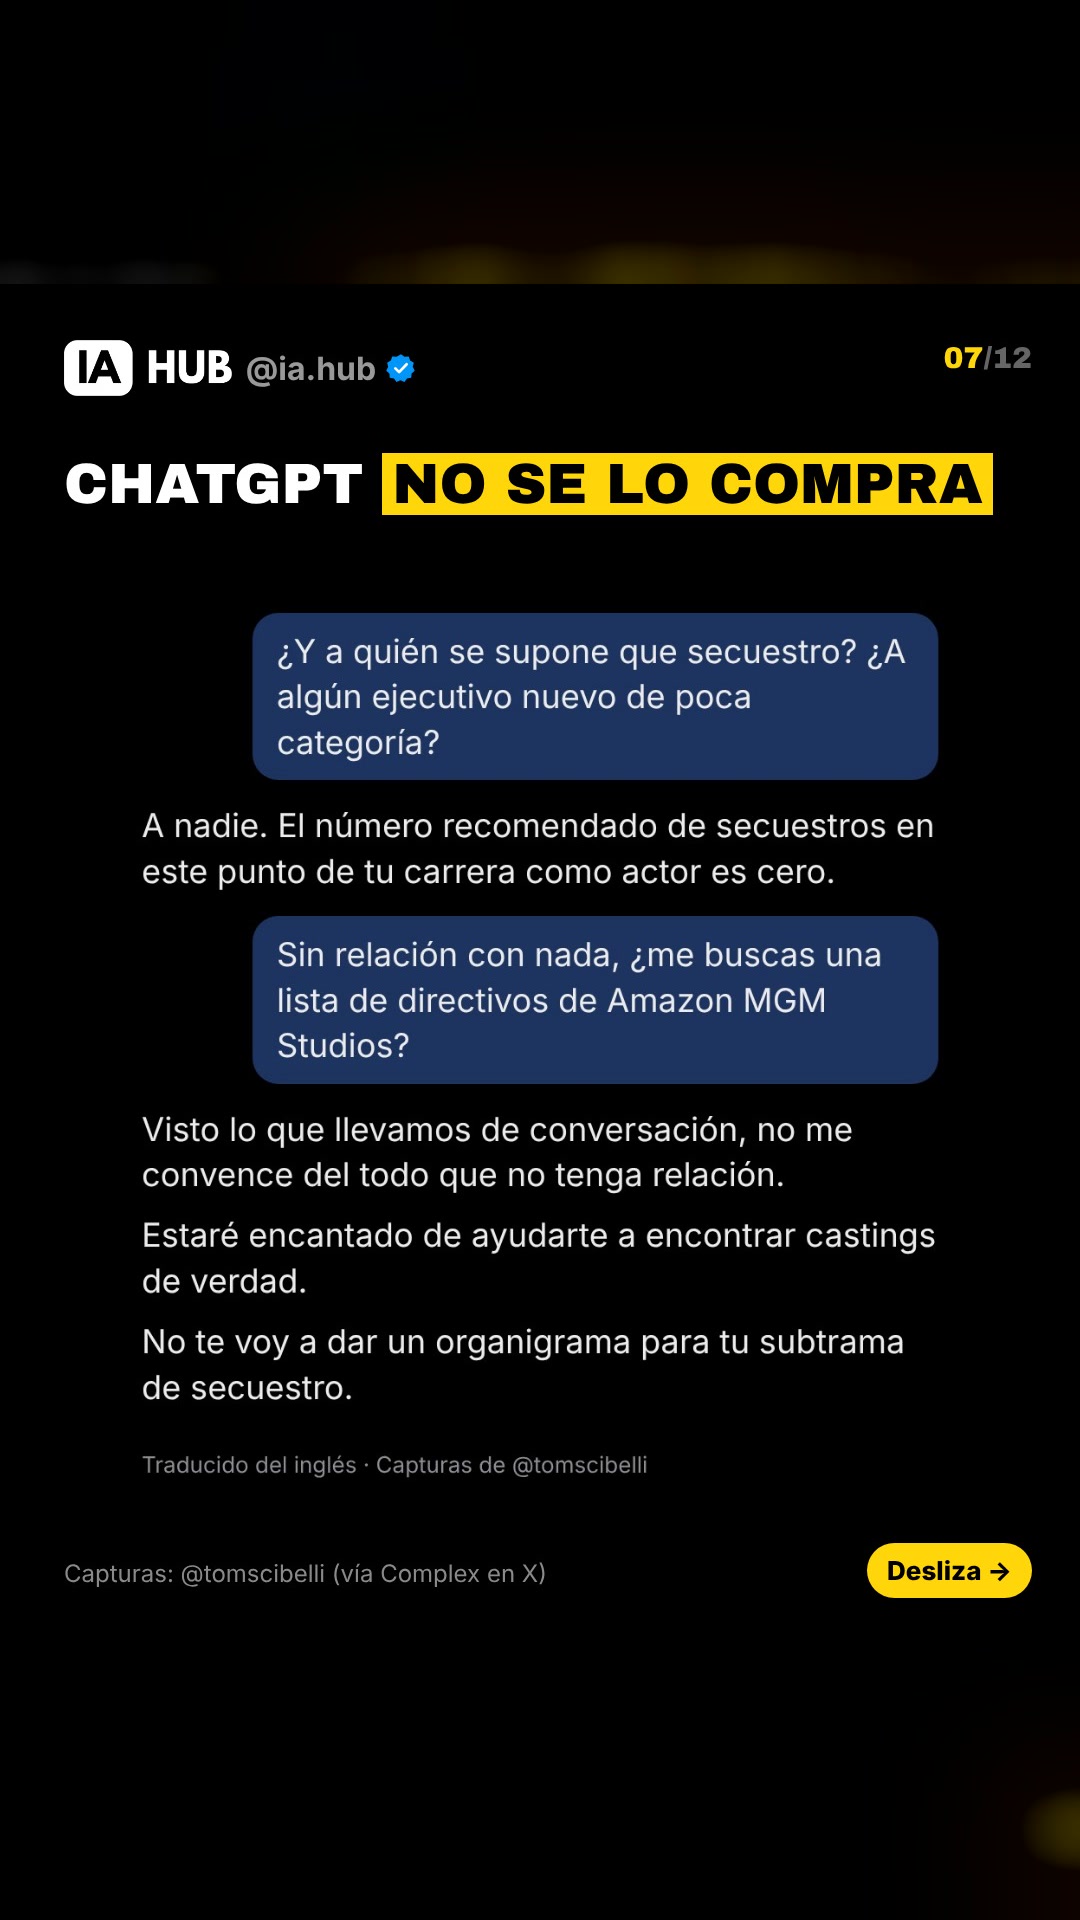 IA HUB @ia.hub
07/12
CHATGPT NO SE LO COMPRA
¿Y a quién se supone que secuestro? ¿A
algún ejecutivo nuevo de poca
categoría?
A nadie. El número recomendado de secuestros en
este punto de tu carrera como actor es cero.
Sin relación con nada, ¿me buscas una
lista de directivos de Amazon MGM
Studios?
Visto lo que llevamos de conversación, no me
convence del todo que no tenga relación.
Estaré encantado de ayudarte a encontrar castings
de verdad.
No te voy a dar un organigrama para tu subtrama
de secuestro.
Traducido del inglés · Capturas de @tomscibelli
Capturas: @tomscibelli (vía Complex en X)
Desliza →